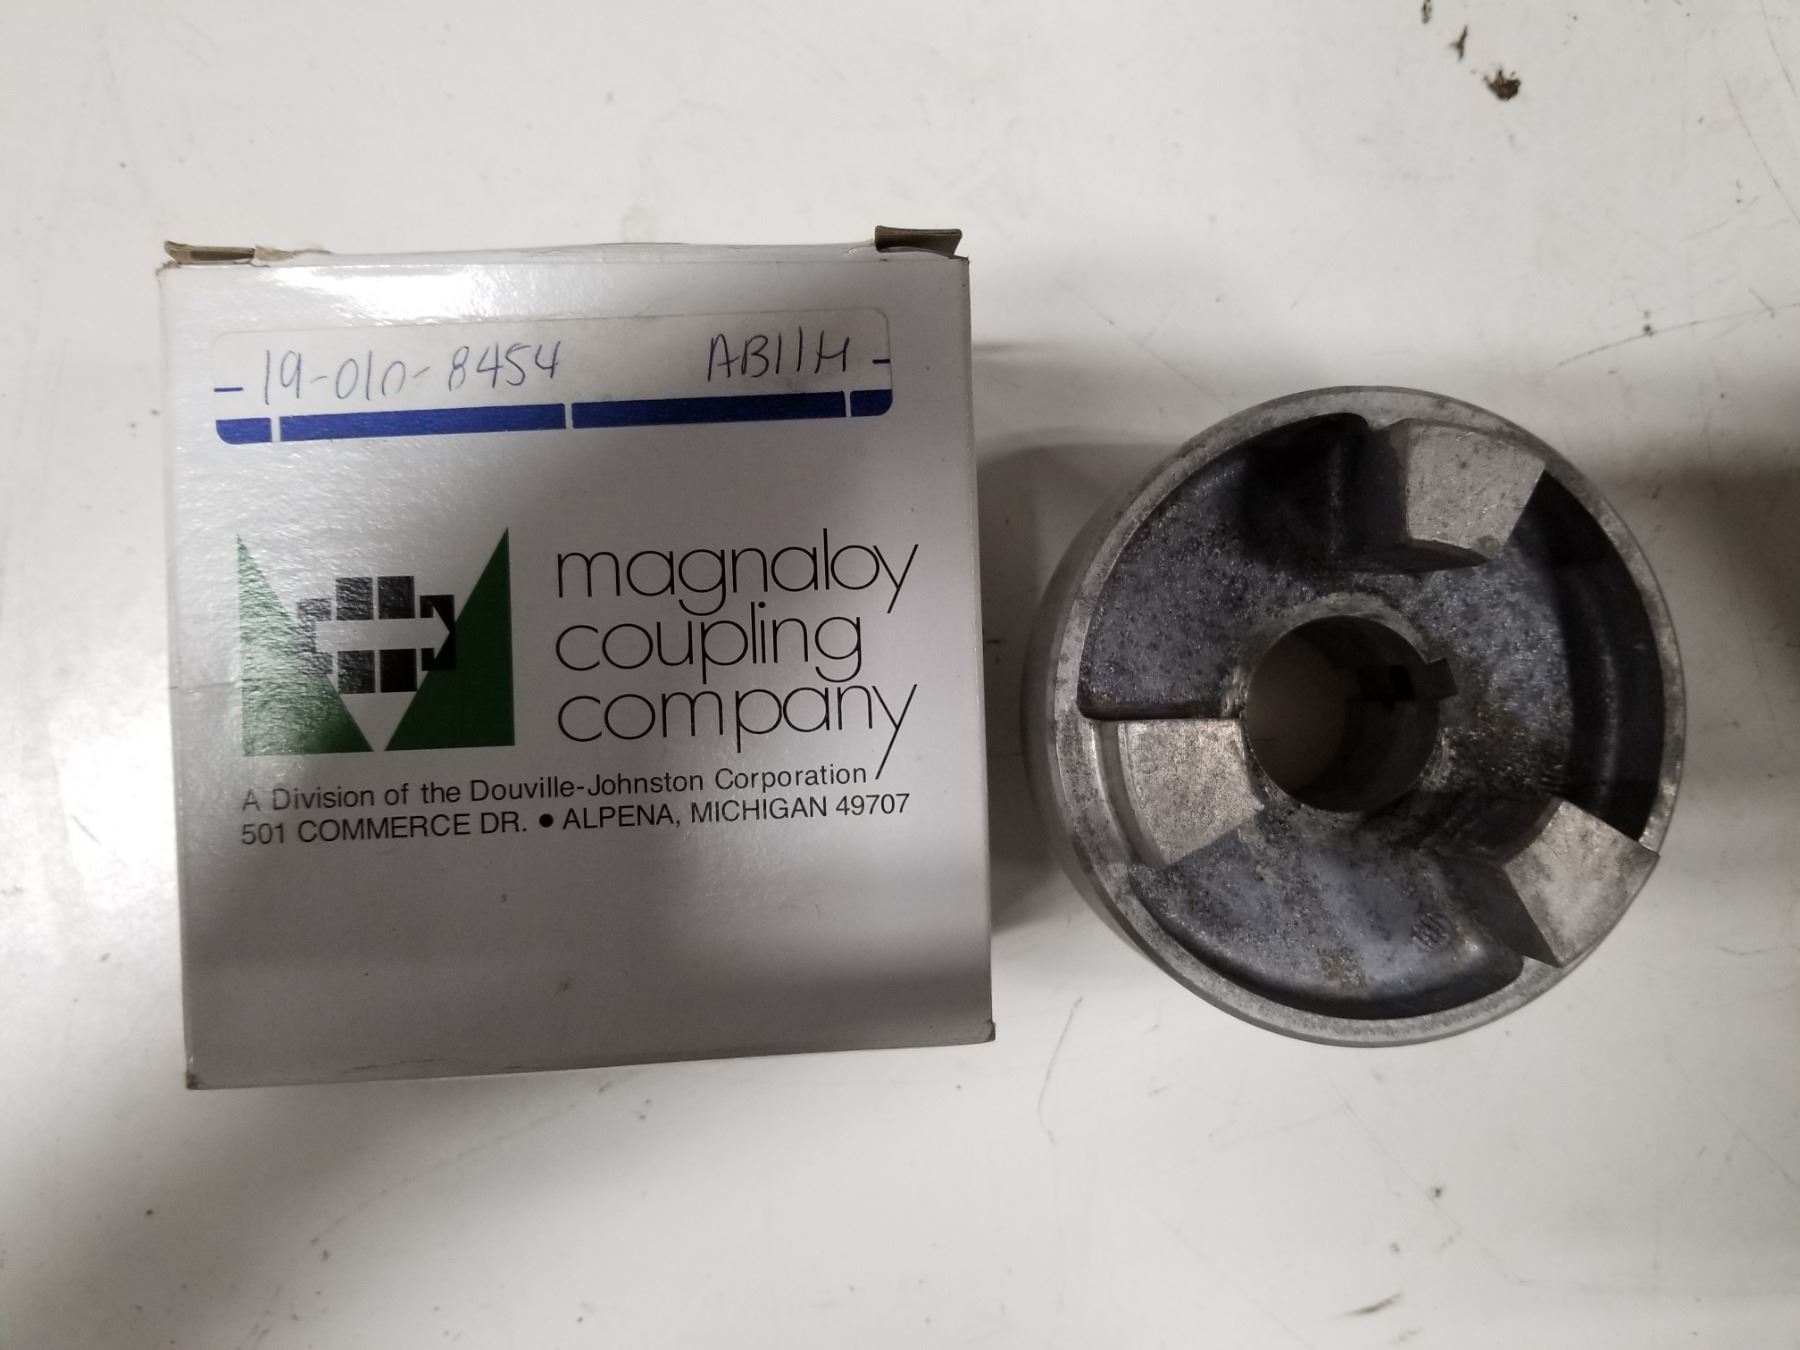 19-010-8454 AB11H
magnaloy
coupling
company
A Division of the Douville-Johnston Corporation
501 COMMERCE DR. ● ALPENA, MICHIGAN 49707